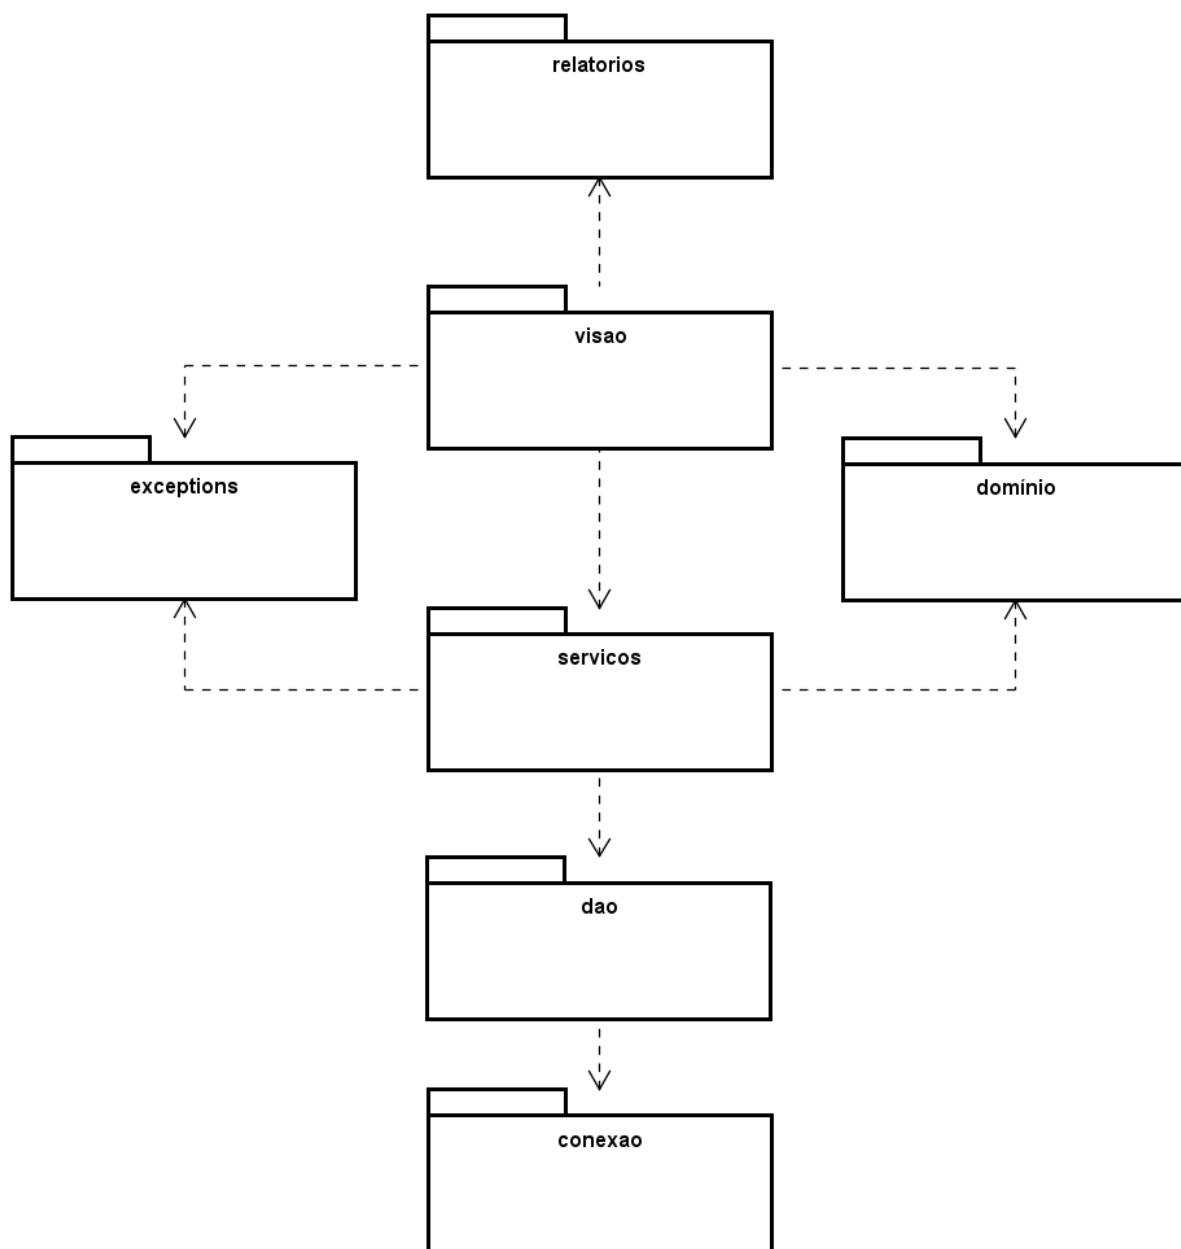 relatorios
visao
exceptions
domínio
servicos
dao
conexao